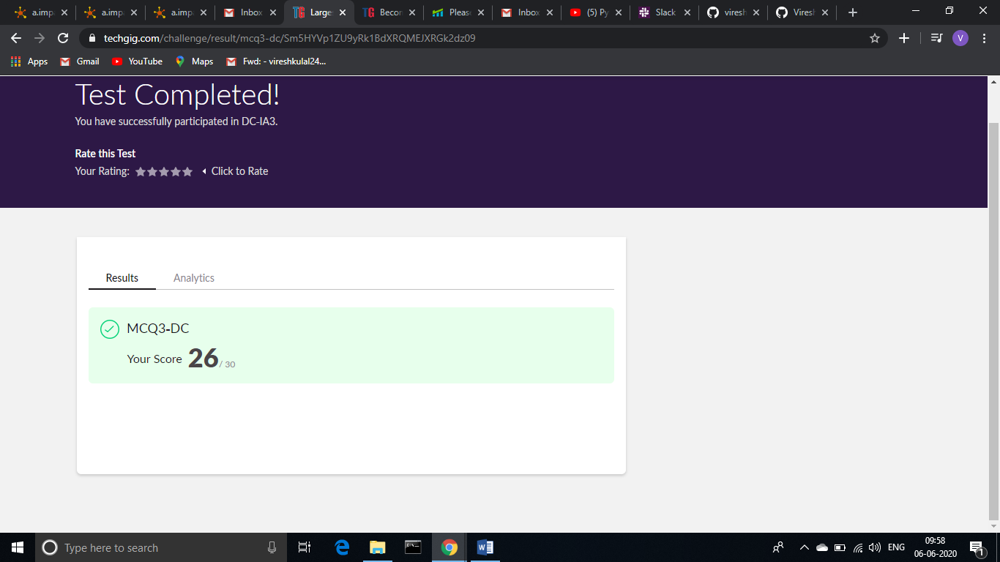 a.imp
a.imp
a.imp
Inbox
Large
Becor
Please
Inbox
(5) Py
Slack
viresh
Viresh
techgig.com/challenge/result/mcq3-dc/Sm5HYVp1ZU9yRk1BdXRQMEJXRGk2dz09
V
Apps
Gmail
YouTube
Maps
Fwd: - vireshkulal24...
Test Completed!
You have successfully participated in DC-IA3.
Rate this Test
Your Rating:
Click to Rate
Results
Analytics
MCQ3-DC
Your Score 26 / 30
Type here to search
ENG
09:58
06-06-2020
1